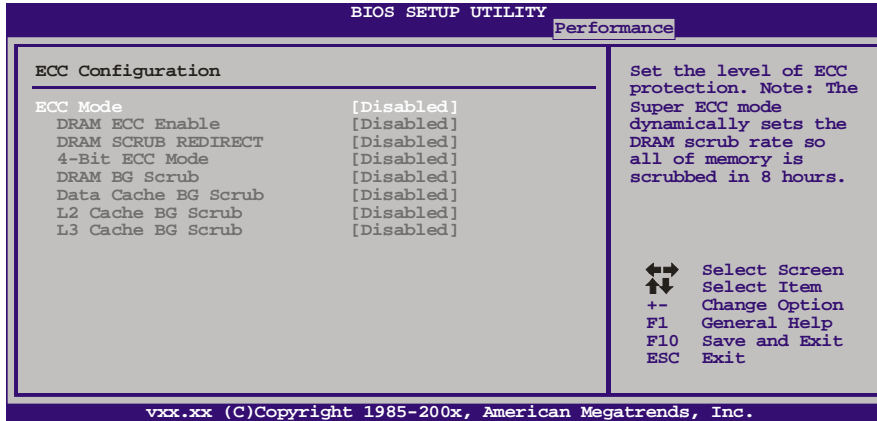 BIOS SETUP UTILITY
Performance
ECC Configuration
ECC Mode [Disabled]
DRAM ECC Enable [Disabled]
DRAM SCRUB REDIRECT [Disabled]
4-Bit ECC Mode [Disabled]
DRAM BG Scrub [Disabled]
Data Cache BG Scrub [Disabled]
L2 Cache BG Scrub [Disabled]
L3 Cache BG Scrub [Disabled]
Set the level of ECC
protection. Note: The
Super ECC mode
dynamically sets the
DRAM scrub rate so
all of memory is
scrubbed in 8 hours.
Select Screen
Select Item
+- Change Option
F1 General Help
F10 Save and Exit
ESC Exit
vxx.xx (C)Copyright 1985-200x, American Megatrends, Inc.